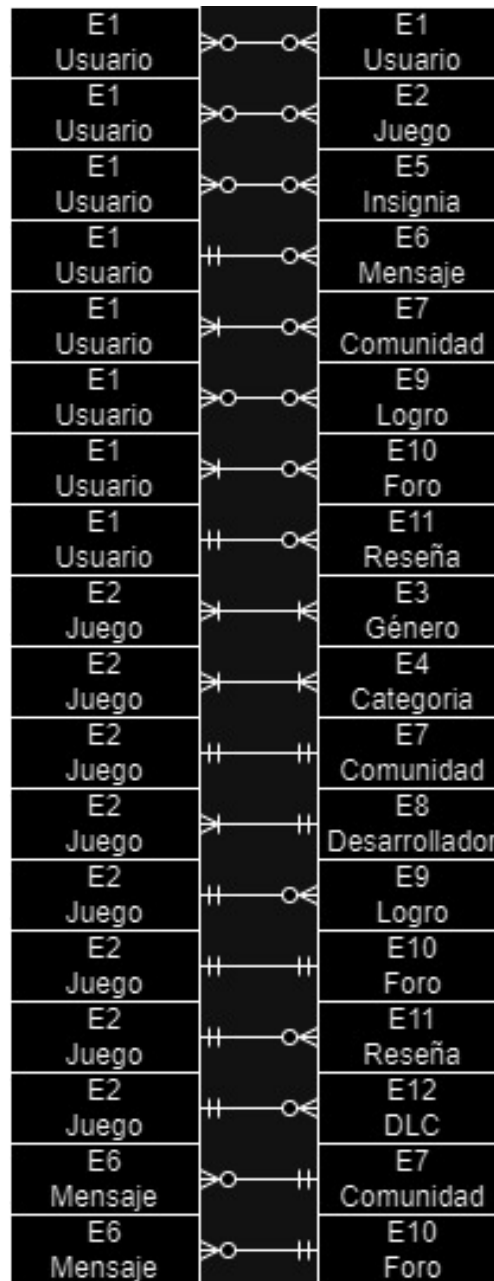 E1 E1
Usuario Usuario
E1 E2
Usuario Juego
E1 E5
Usuario Insignia
E1 E6
Usuario Mensaje
E1 E7
Usuario Comunidad
E1 E9
Usuario Logro
E1 E10
Usuario Foro
E1 E11
Usuario Reseña
E2 E3
Juego Género
E2 E4
Juego Categoria
E2 E7
Juego Comunidad
E2 E8
Juego Desarrollador
E2 E9
Juego Logro
E2 E10
Juego Foro
E2 E11
Juego Reseña
E2 E12
Juego DLC
E6 E7
Mensaje Comunidad
E6 E10
Mensaje Foro